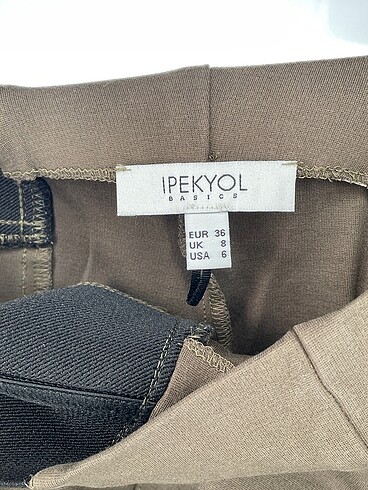 IPEKYOL
BASICS
EUR 36
UK 8
USA 6